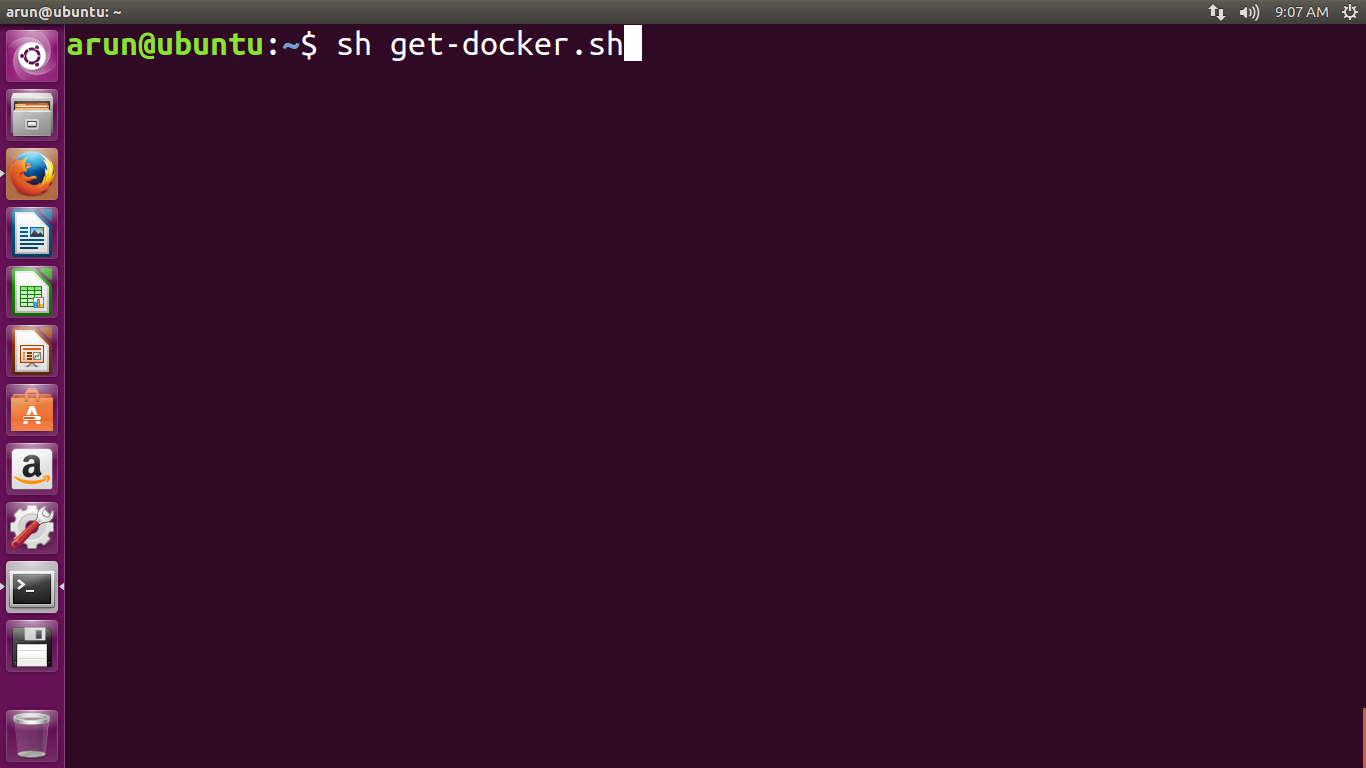 arun@ubuntu: ~
9:07 AM
arun@ubuntu:~$ sh get-docker.sh
A
a
>_